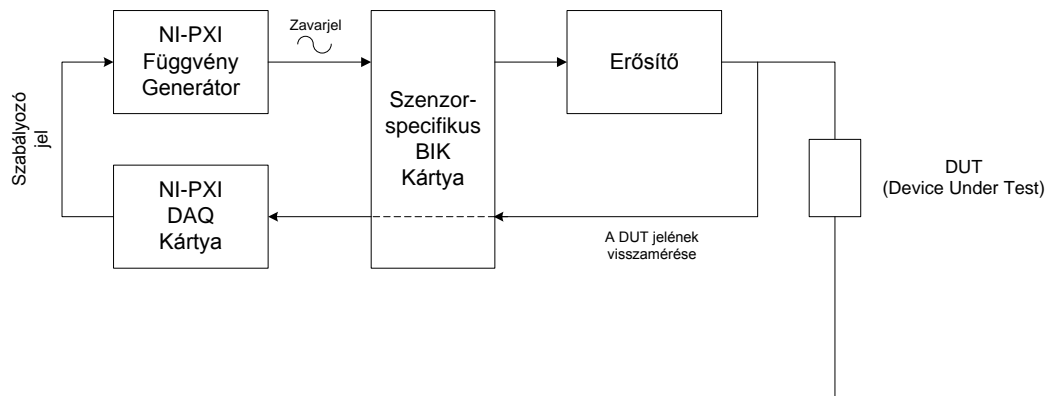 NI-PXI
Függvény
Generátor
Zavarjel
Szenzor-
specifikus
BIK
Kártya
Erősítő
Szabályozó
jel
NI-PXI
DAQ
Kártya
A DUT jelének
visszamérése
DUT
(Device Under Test)